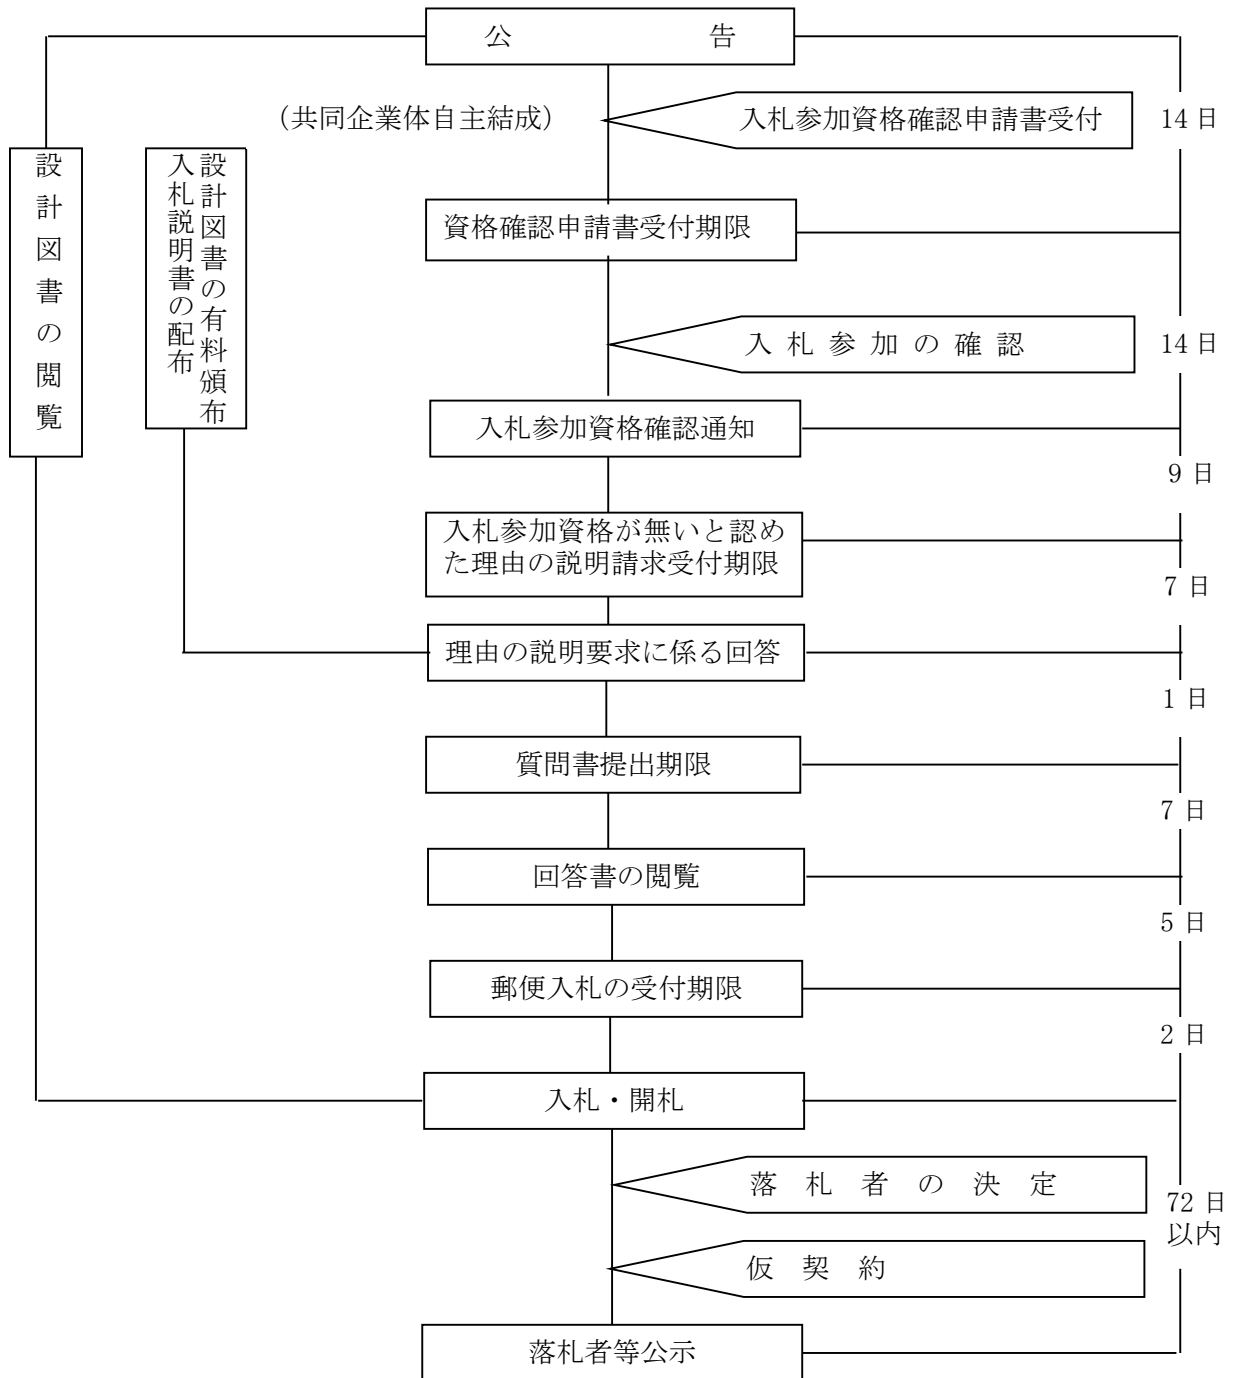 公　　　　　　　告
（共同企業体自主結成）
入札参加資格確認申請書受付
14 日
設計図書の閲覧
設計図書の有料頒布
入札説明書の配布
資格確認申請書受付期限
入 札 参 加 の 確 認
14 日
入札参加資格確認通知
9 日
入札参加資格が無いと認め
た理由の説明請求受付期限
7 日
理由の説明要求に係る回答
1 日
質問書提出期限
7 日
回答書の閲覧
5 日
郵便入札の受付期限
2 日
入札・開札
落　札　者　の　決　定
72 日
以内
仮　契　約
落札者等公示